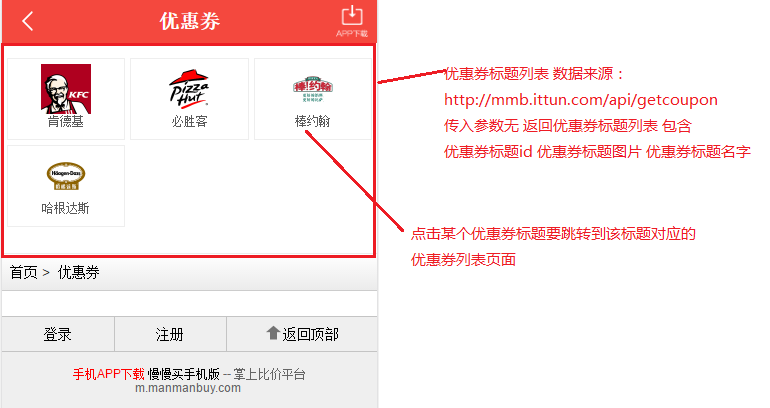 优惠券
APP下载
KFC
肯德基
Pizza Hut
必胜客
棒!约翰
棒约翰
Häagen-Dazs
哈根达斯
优惠券标题列表 数据来源：
http://mmb.ittun.com/api/getcoupon
传入参数无 返回优惠券标题列表 包含
优惠券标题id 优惠券标题图片 优惠券标题名字
点击某个优惠券标题要跳转到该标题对应的
优惠券列表页面
首页 > 优惠券
登录
注册
返回顶部
手机APP下载 慢慢买手机版 -- 掌上比价平台
m.manmanbuy.com